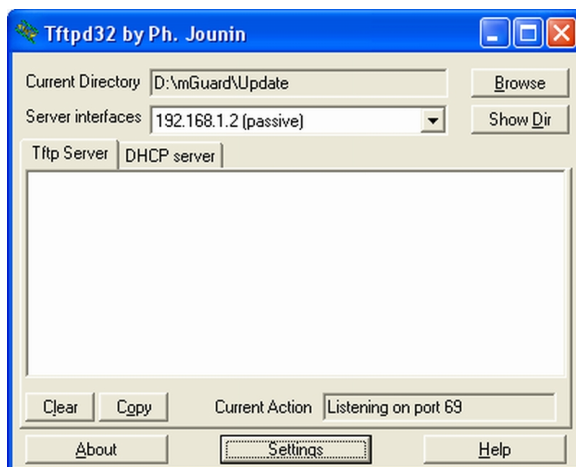 Tftpd32 by Ph. Jounin
Current Directory D:\mGuard\Update Browse
Server interfaces 192.168.1.2 (passive) Show Dir
Tftp Server DHCP server
Clear Copy Current Action Listening on port 69
About Settings Help